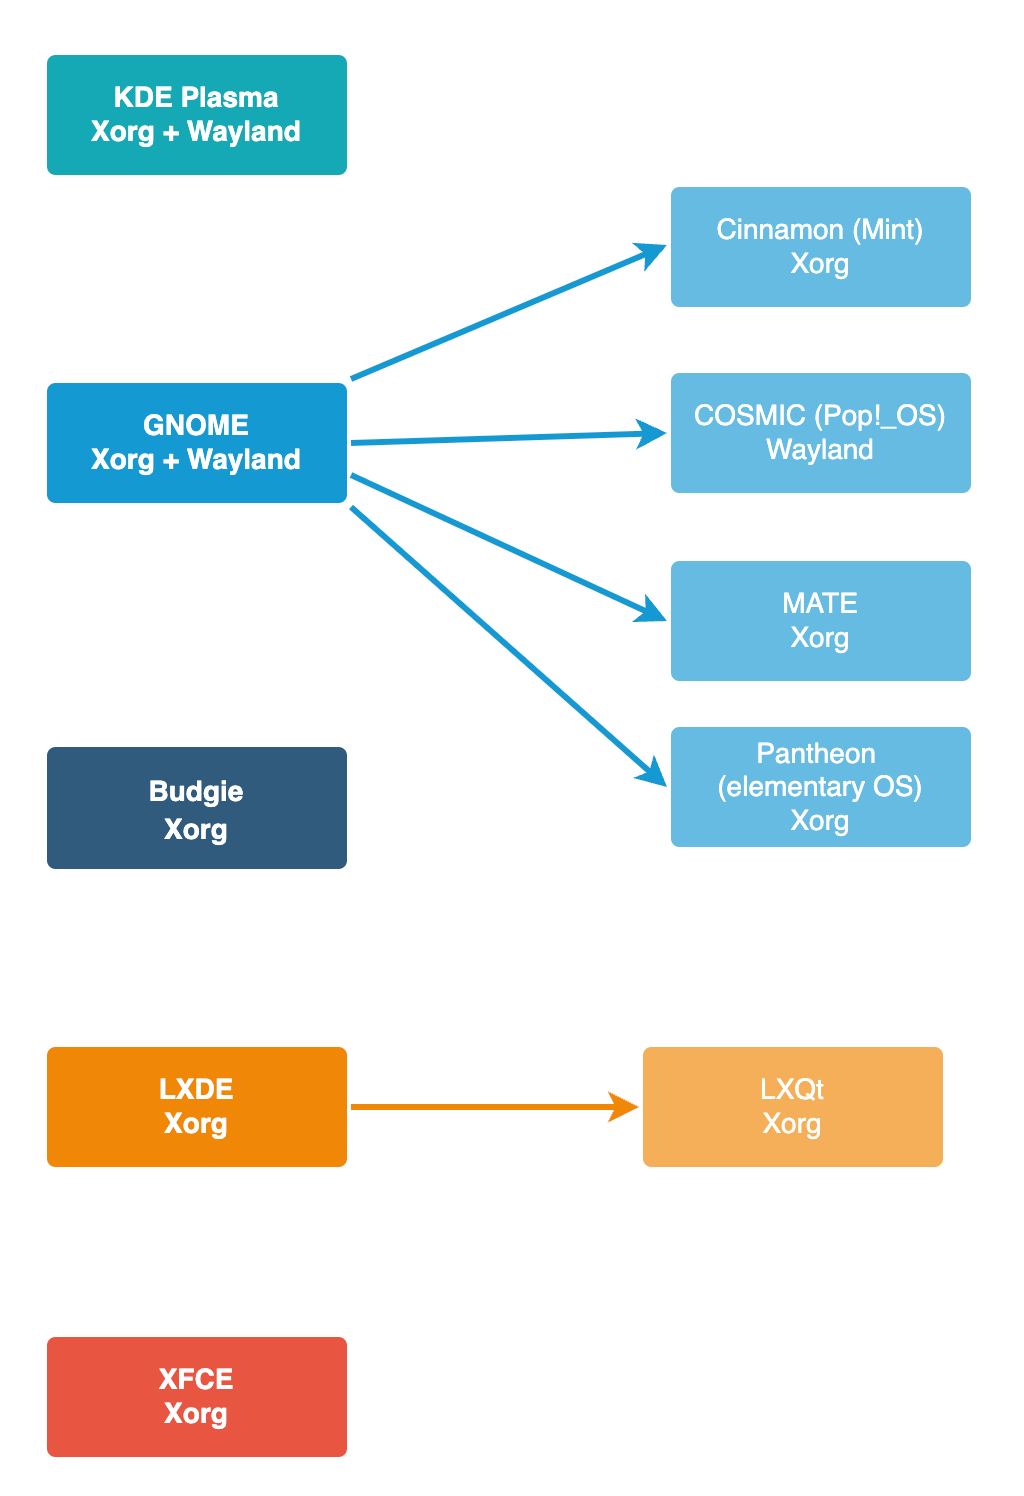 KDE Plasma
Xorg + Wayland
Cinnamon (Mint)
Xorg
GNOME
Xorg + Wayland
COSMIC (Pop!_OS)
Wayland
MATE
Xorg
Budgie
Xorg
Pantheon
(elementary OS)
Xorg
LXDE
Xorg
LXQt
Xorg
XFCE
Xorg